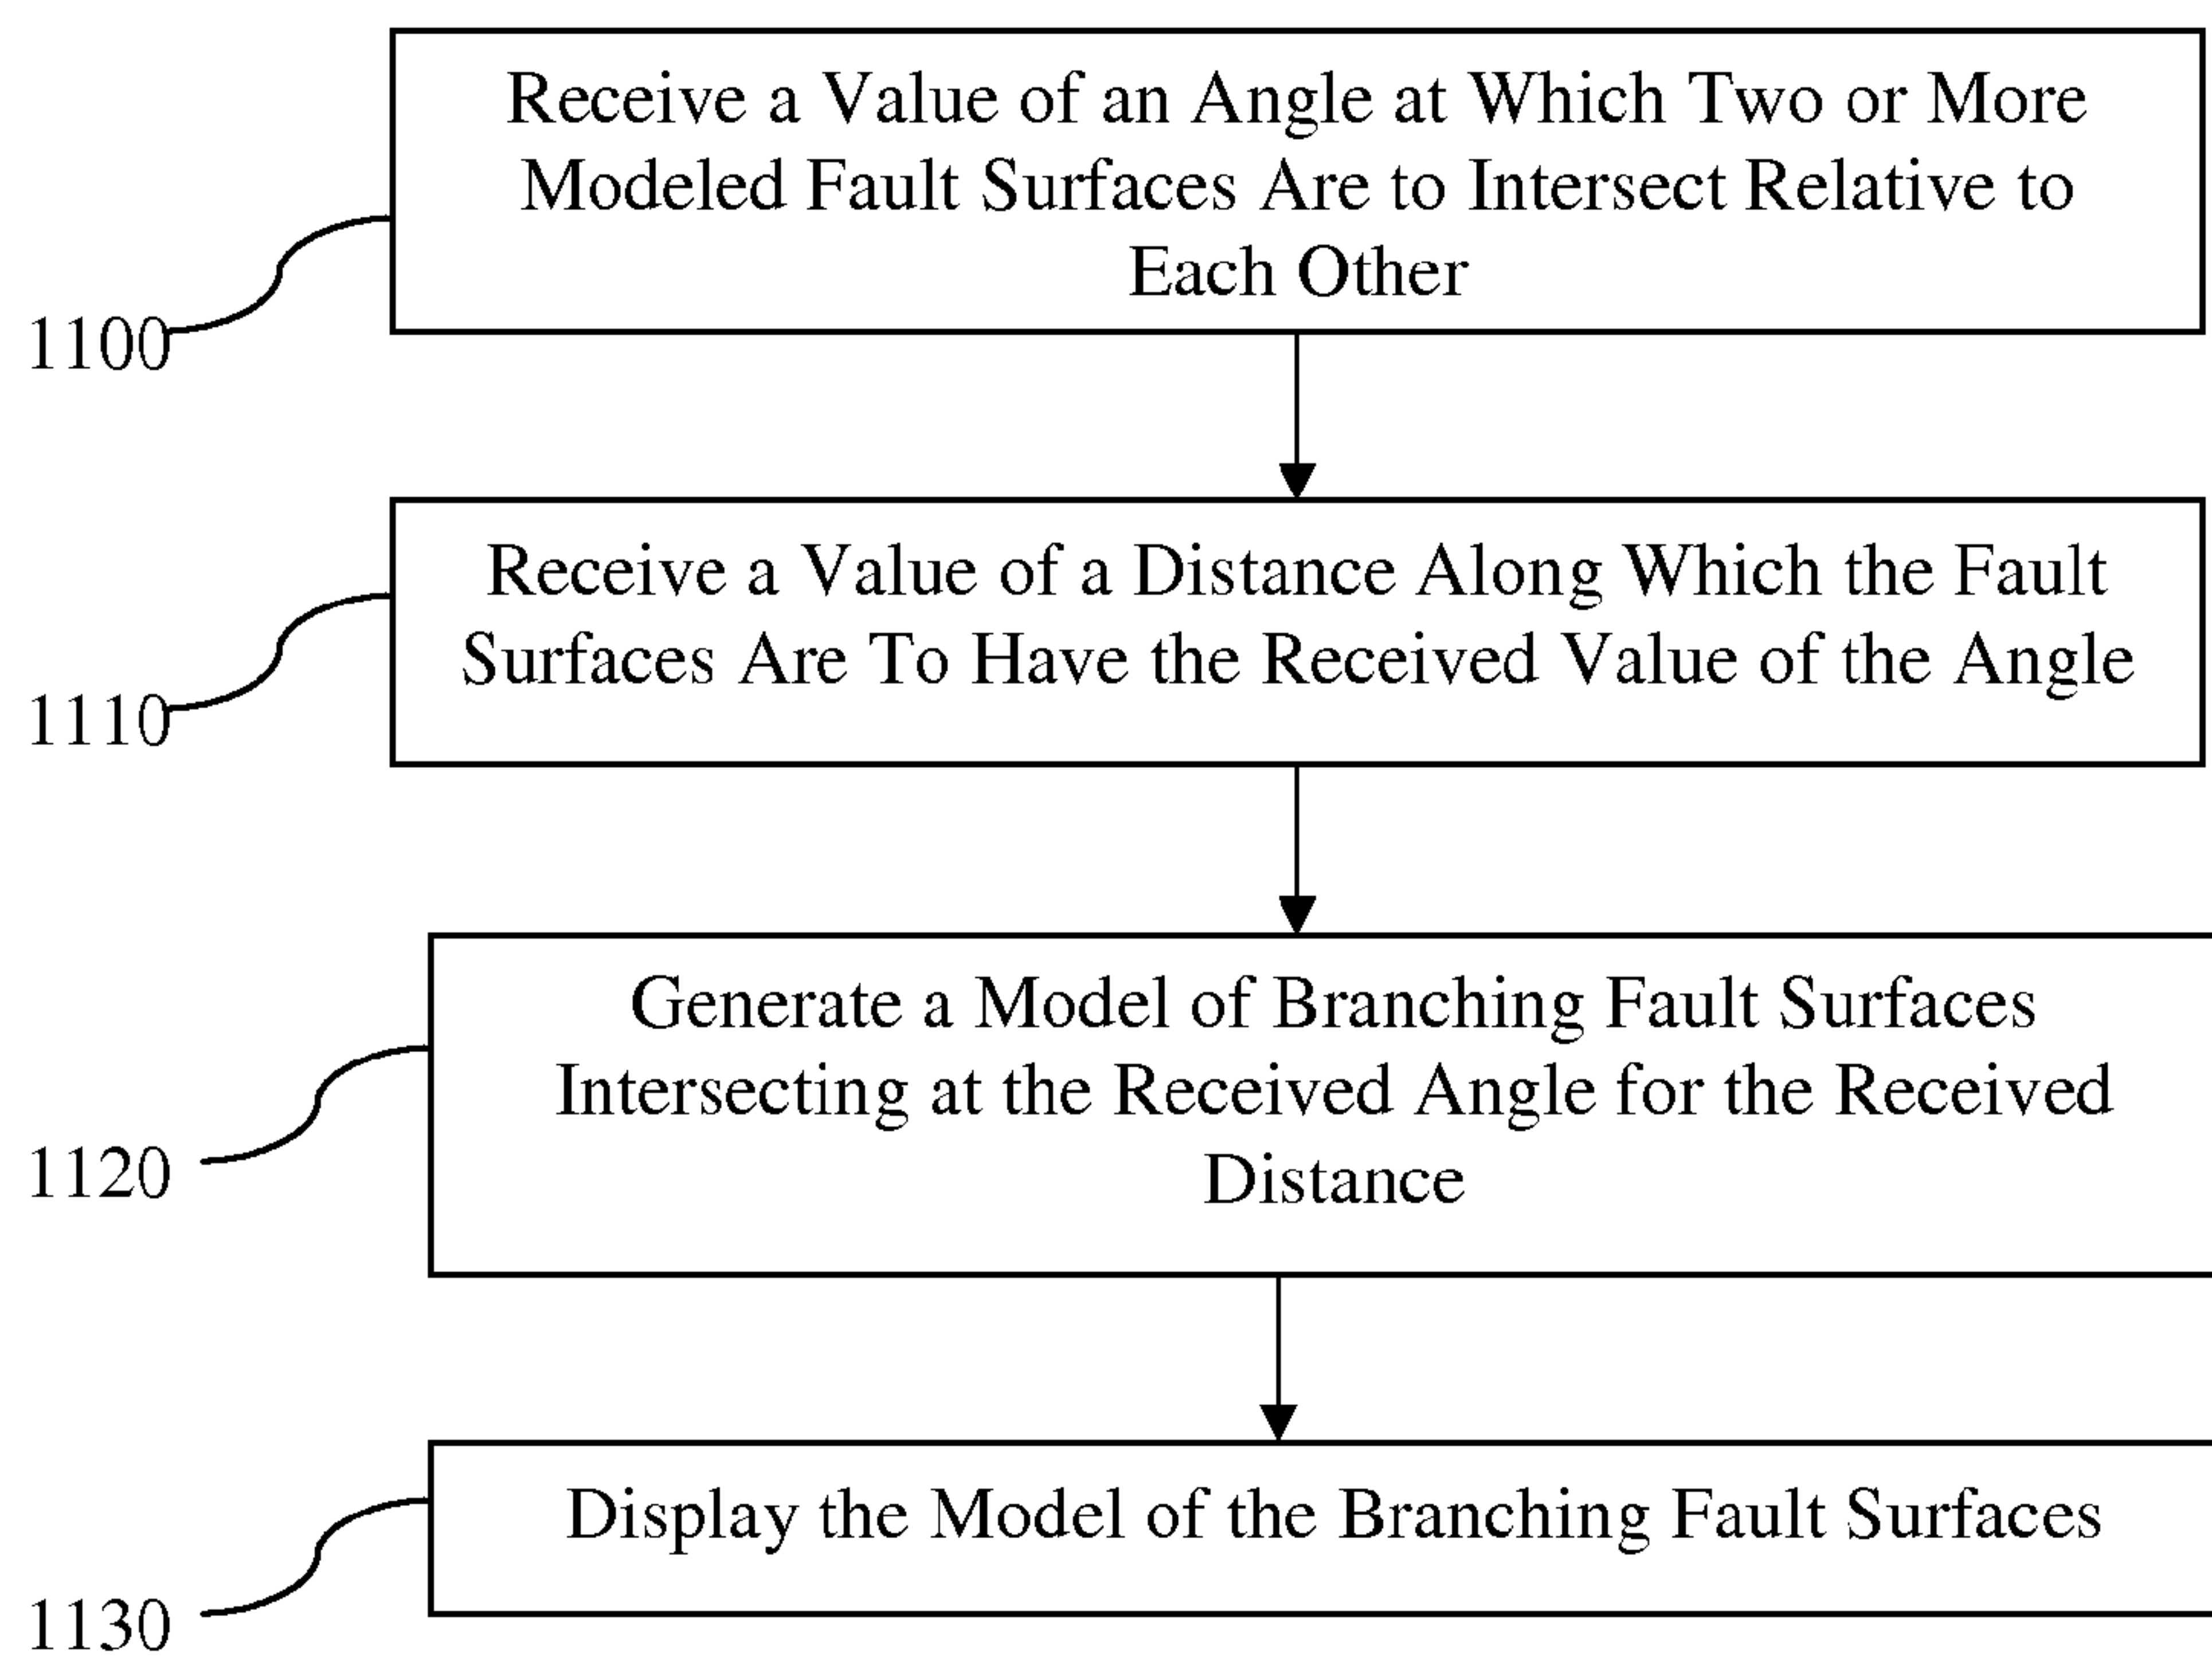 Receive a Value of an Angle at Which Two or More
Modeled Fault Surfaces Are to Intersect Relative to
Each Other
1100
Receive a Value of a Distance Along Which the Fault
Surfaces Are To Have the Received Value of the Angle
1110
Generate a Model of Branching Fault Surfaces
Intersecting at the Received Angle for the Received
Distance
1120
Display the Model of the Branching Fault Surfaces
1130